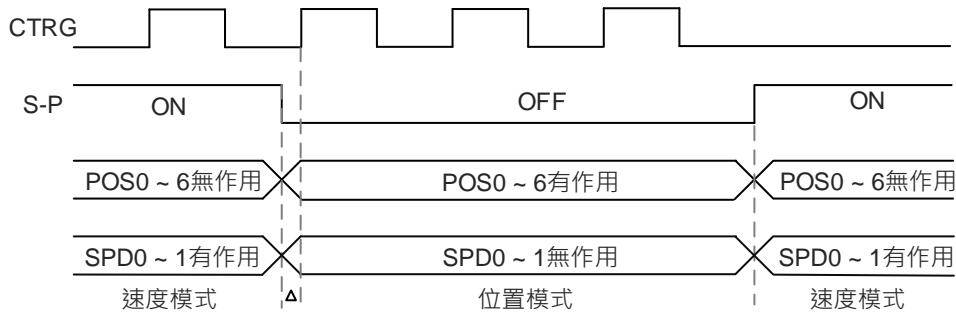 CTRG
S-P ON OFF ON
POS0 ~ 6無作用 POS0 ~ 6有作用 POS0 ~ 6無作用
SPD0 ~ 1有作用 SPD0 ~ 1無作用 SPD0 ~ 1有作用
速度模式 Δ 位置模式 速度模式